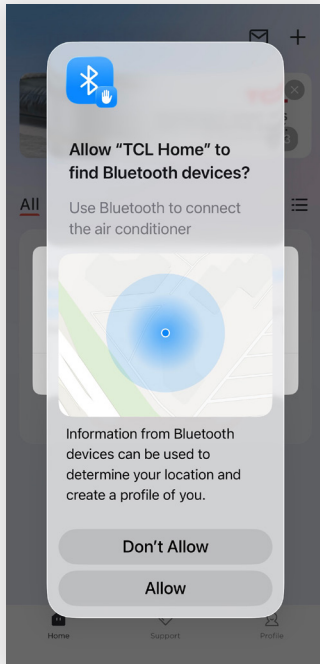 Allow “TCL Home” to
find Bluetooth devices?
Use Bluetooth to connect
the air conditioner
All
Information from Bluetooth
devices can be used to
determine your location and
create a profile of you.
Don’t Allow
Allow
Home
Support
Profile